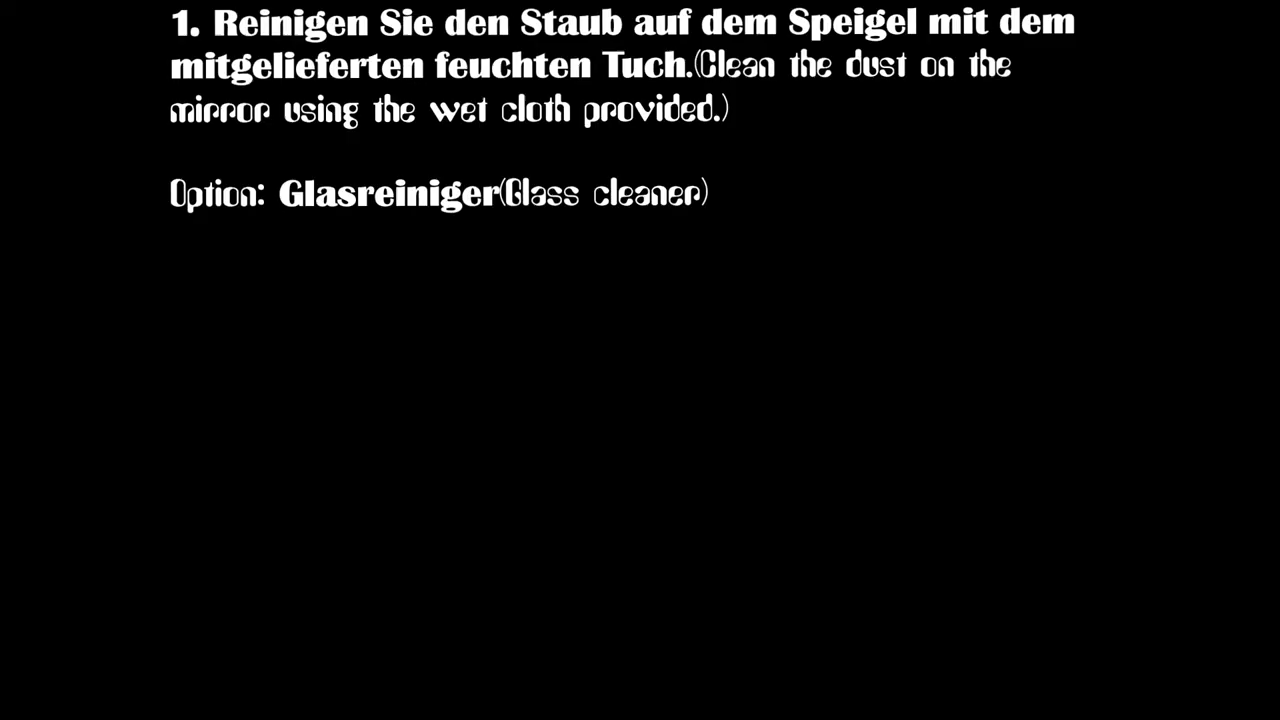 1. Reinigen Sie den Staub auf dem Speigel mit dem
mitgelieferten feuchten Tuch.(Clean the dust on the
mirror using the wet cloth provided.)
Option: Glasreiniger(Glass cleaner)